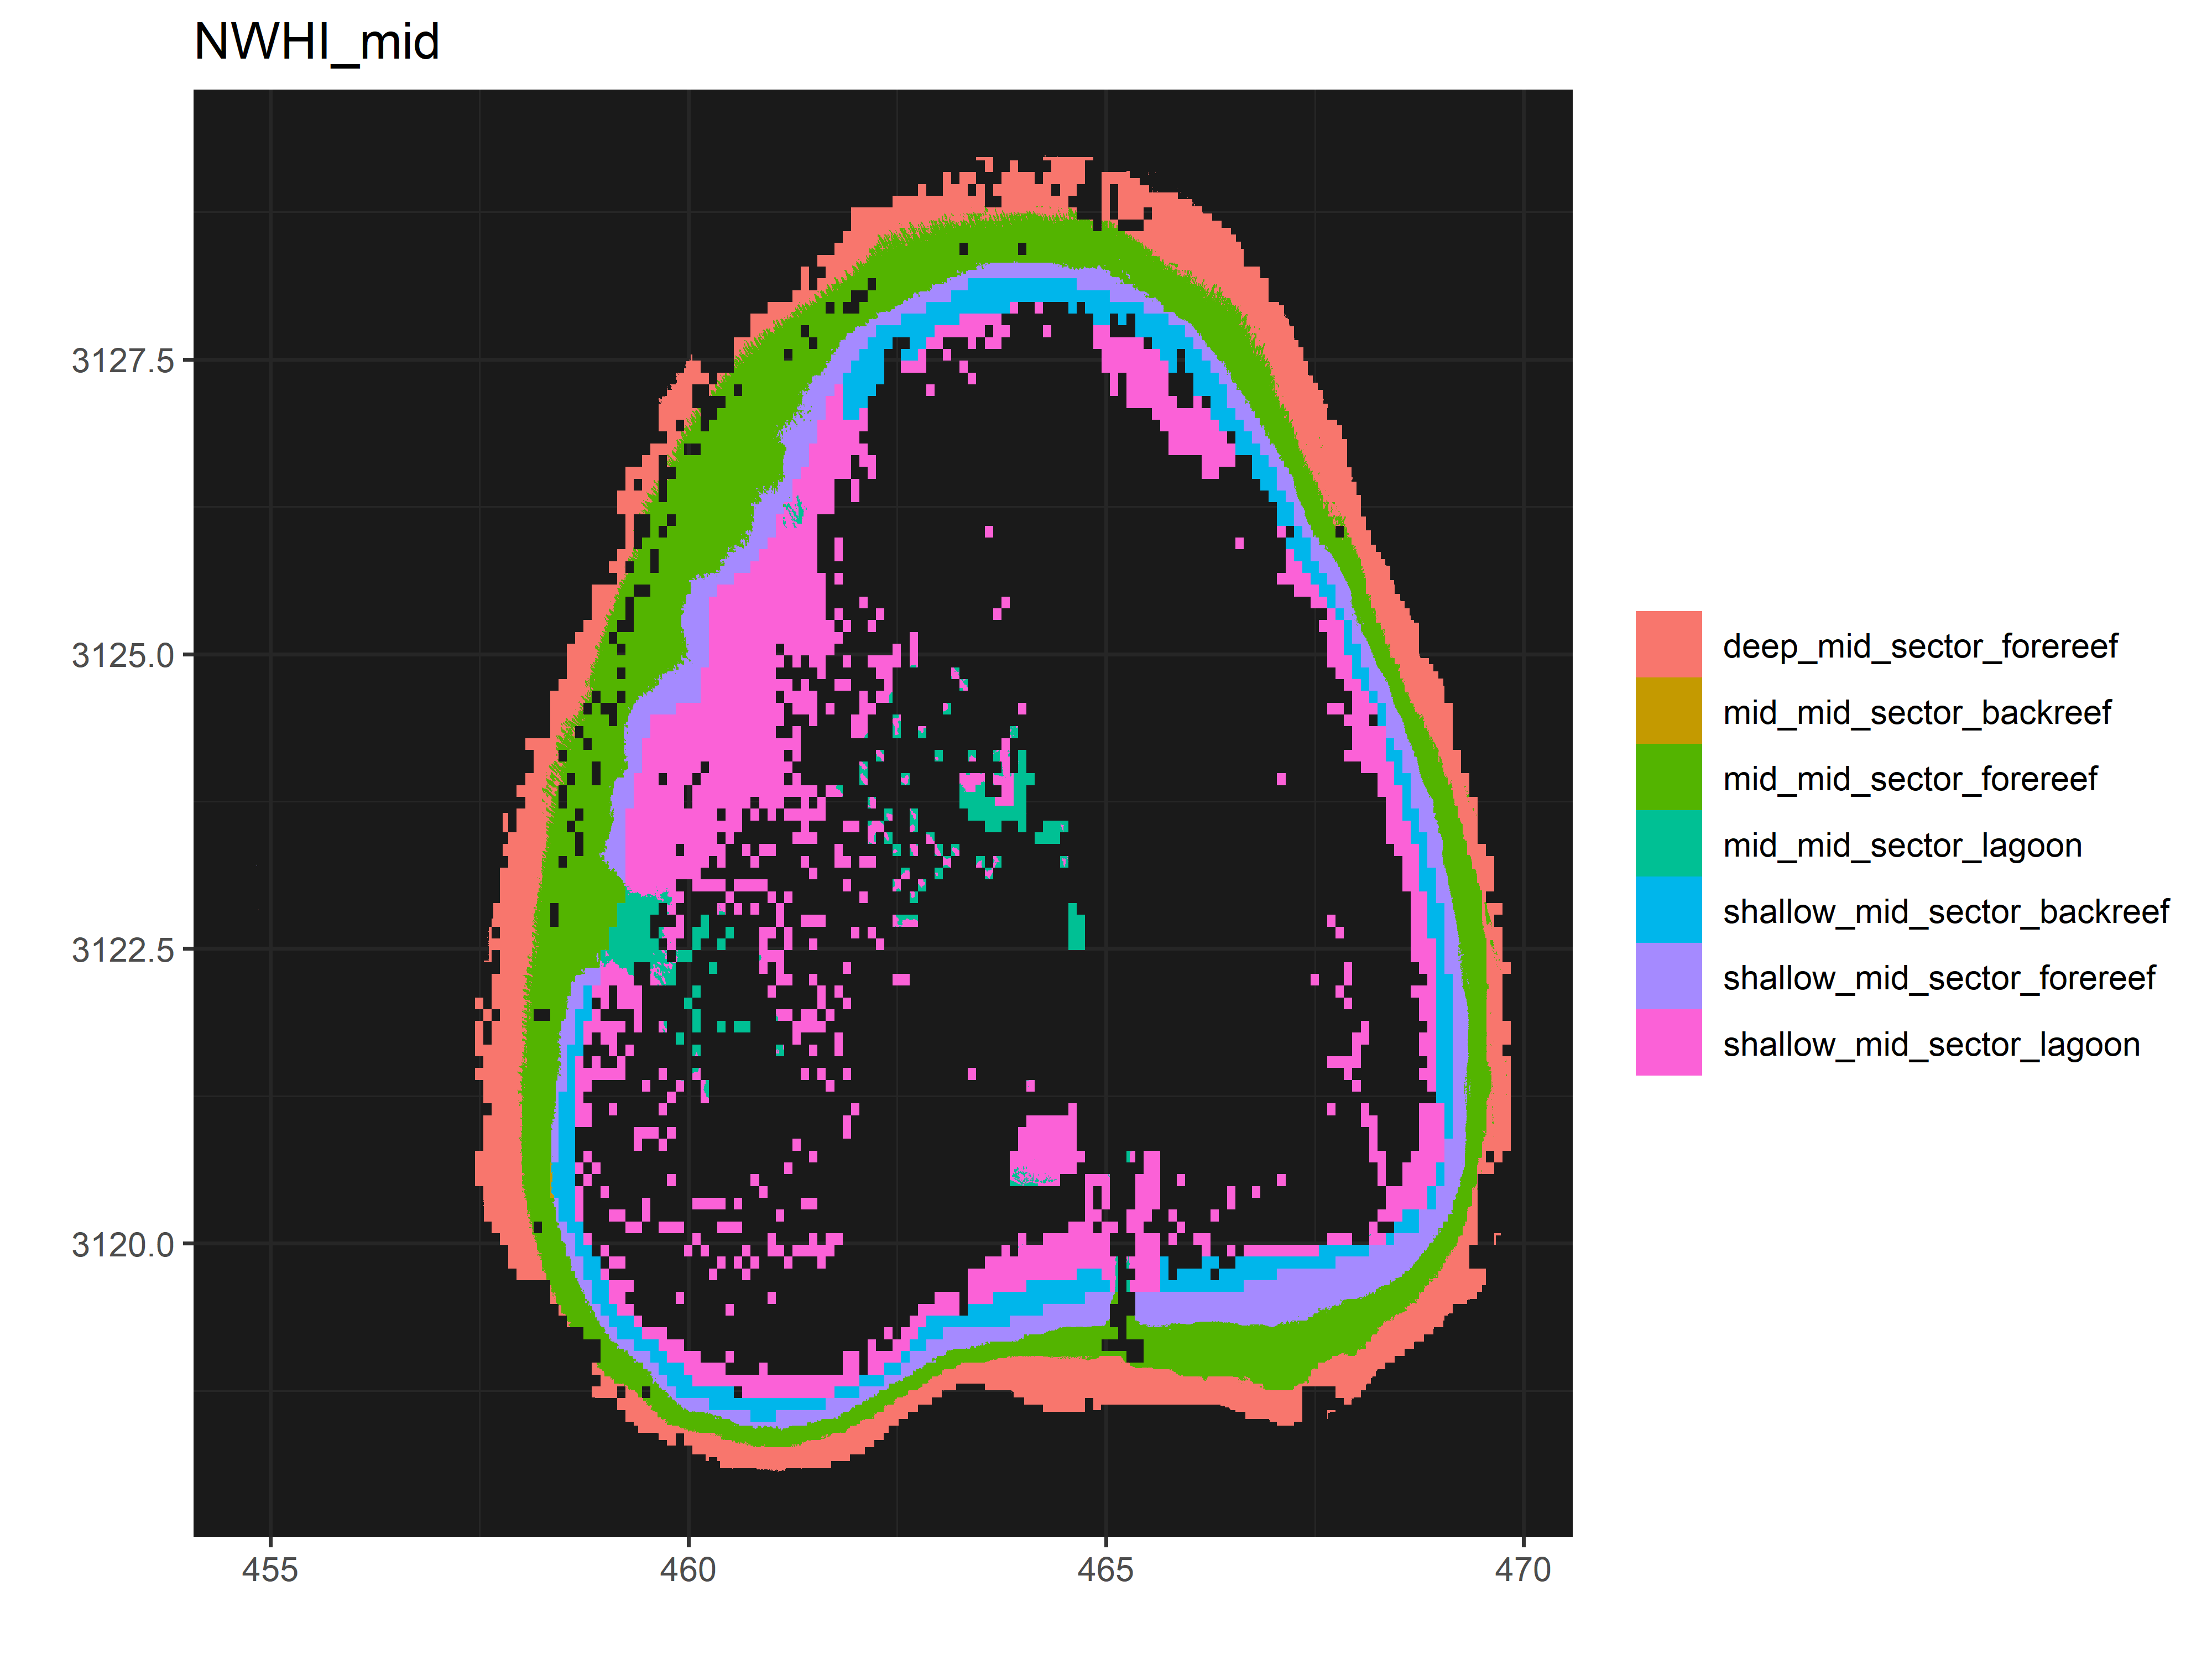 NWHI_mid
3127.5
3125.0
3122.5
3120.0
455
460
465
470
deep_mid_sector_forereef
mid_mid_sector_backreef
mid_mid_sector_forereef
mid_mid_sector_lagoon
shallow_mid_sector_backreef
shallow_mid_sector_forereef
shallow_mid_sector_lagoon